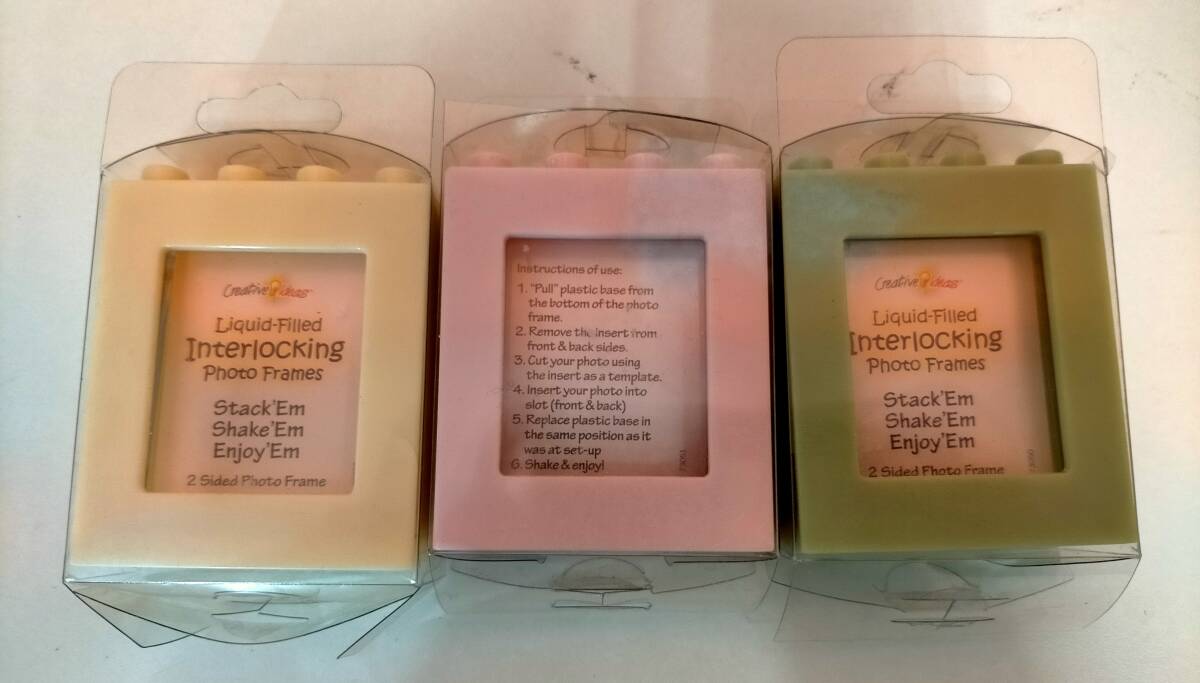 Creative ideas
Liquid-Filled
Interlocking
Photo Frames
Stack'Em
Shake'Em
Enjoy'Em
2 Sided Photo Frame
Instructions of use:
1. "Pull" plastic base from
the bottom of the photo
frame.
2. Remove the insert from
front & back sides.
3. Cut your photo using
the insert as a template.
4. Insert your photo into
slot (front & back)
5. Replace plastic base in
the same position as it
was at set-up
6. Shake & enjoy!
Creative ideas
Liquid-Filled
Interlocking
Photo Frames
Stack'Em
Shake'Em
Enjoy'Em
2 Sided Photo Frame